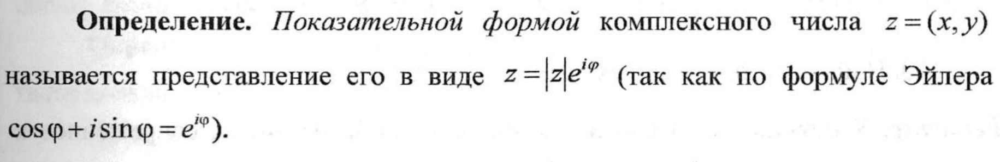 Определение. Показательной формой комплексного числа z = (x, y)
называется представление его в виде z = |z|e^{iφ} (так как по формуле Эйлера
cos φ + i sin φ = e^{iφ}).